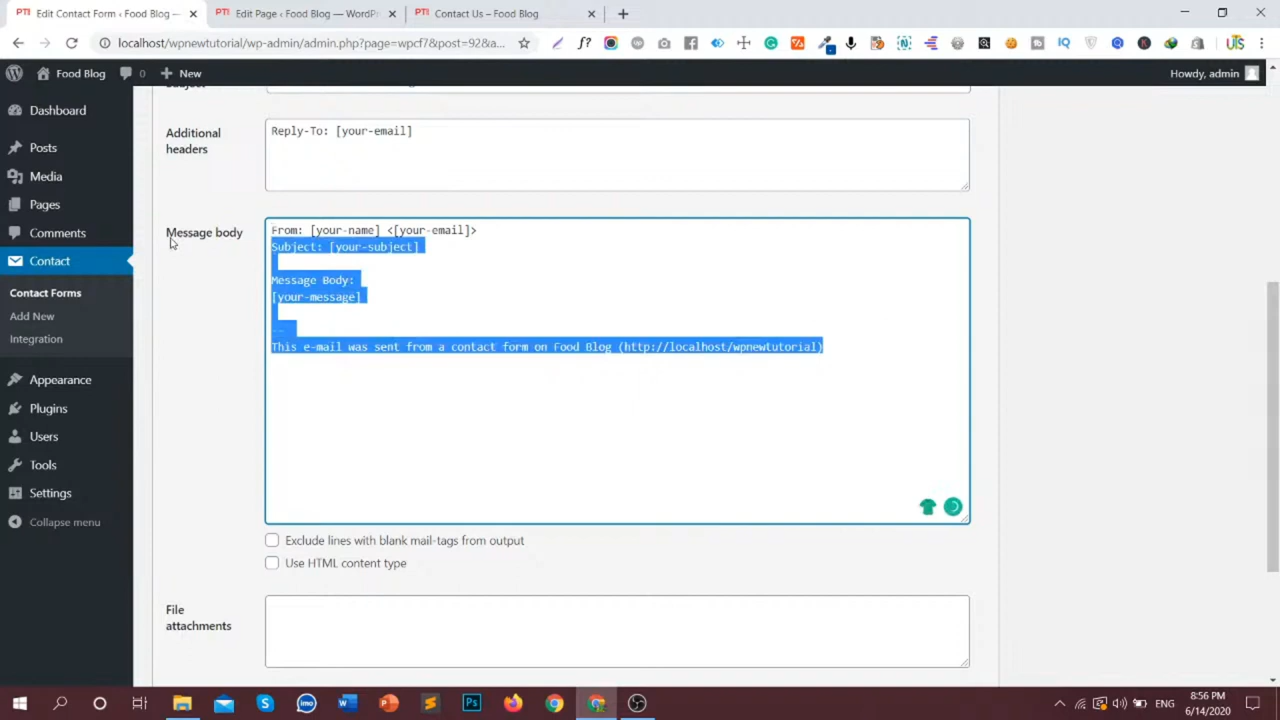 Edit Contact Form ‹ Food Blog —
Edit Page ‹ Food Blog — WordP
Contact Us – Food Blog
localhost/wpnewtutorial/wp-admin/admin.php?page=wpcf7&post=92&a...
Food Blog
0
New
Howdy, admin
Dashboard
Posts
Media
Pages
Comments
Contact
Contact Forms
Add New
Integration
Appearance
Plugins
Users
Tools
Settings
Collapse menu
Additional
headers
Reply-To: [your-email]
Message body
From: [your-name] <[your-email]>
Subject: [your-subject]
Message Body:
[your-message]
--
This e-mail was sent from a contact form on Food Blog (http://localhost/wpnewtutorial)
Exclude lines with blank mail-tags from output
Use HTML content type
File
attachments
ENG
8:56 PM
6/14/2020